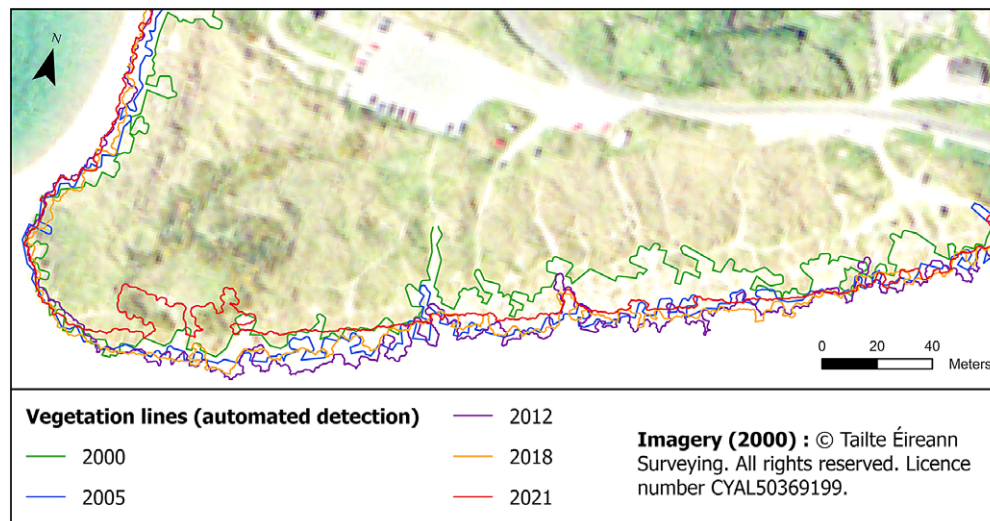 N
0 20 40
Meters
Vegetation lines (automated detection)
2000
2005
2012
2018
2021
Imagery (2000) : © Tailte Éireann
Surveying. All rights reserved. Licence
number CYAL50369199.